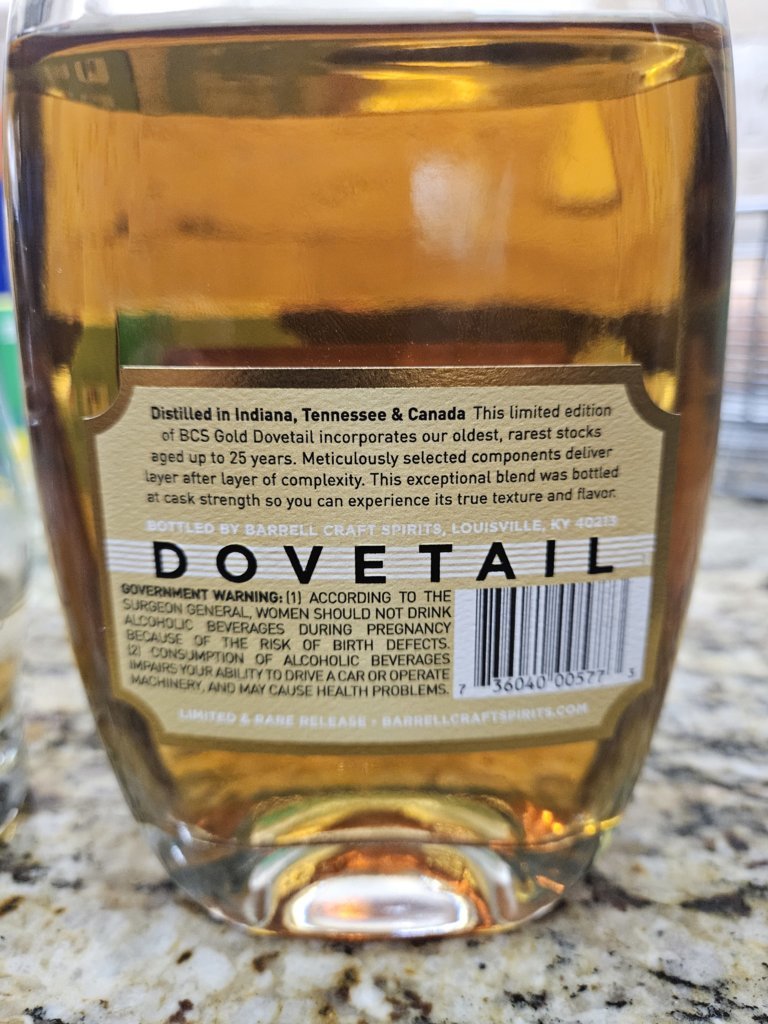 Distilled in Indiana, Tennessee & Canada This limited edition
of BCS Gold Dovetail incorporates our oldest, rarest stocks
aged up to 25 years. Meticulously selected components deliver
layer after layer of complexity. This exceptional blend was bottled
at cask strength so you can experience its true texture and flavor.
BOTTLED BY BARRELL CRAFT SPIRITS, LOUISVILLE, KY 40213
DOVETAIL
GOVERNMENT WARNING: (1) ACCORDING TO THE
SURGEON GENERAL, WOMEN SHOULD NOT DRINK
ALCOHOLIC BEVERAGES DURING PREGNANCY
BECAUSE OF THE RISK OF BIRTH DEFECTS.
(2) CONSUMPTION OF ALCOHOLIC BEVERAGES
IMPAIRS YOUR ABILITY TO DRIVE A CAR OR OPERATE
MACHINERY, AND MAY CAUSE HEALTH PROBLEMS.
7 36040 00577 3
LIMITED & RARE RELEASE • BARRELLCRAFTSPIRITS.COM